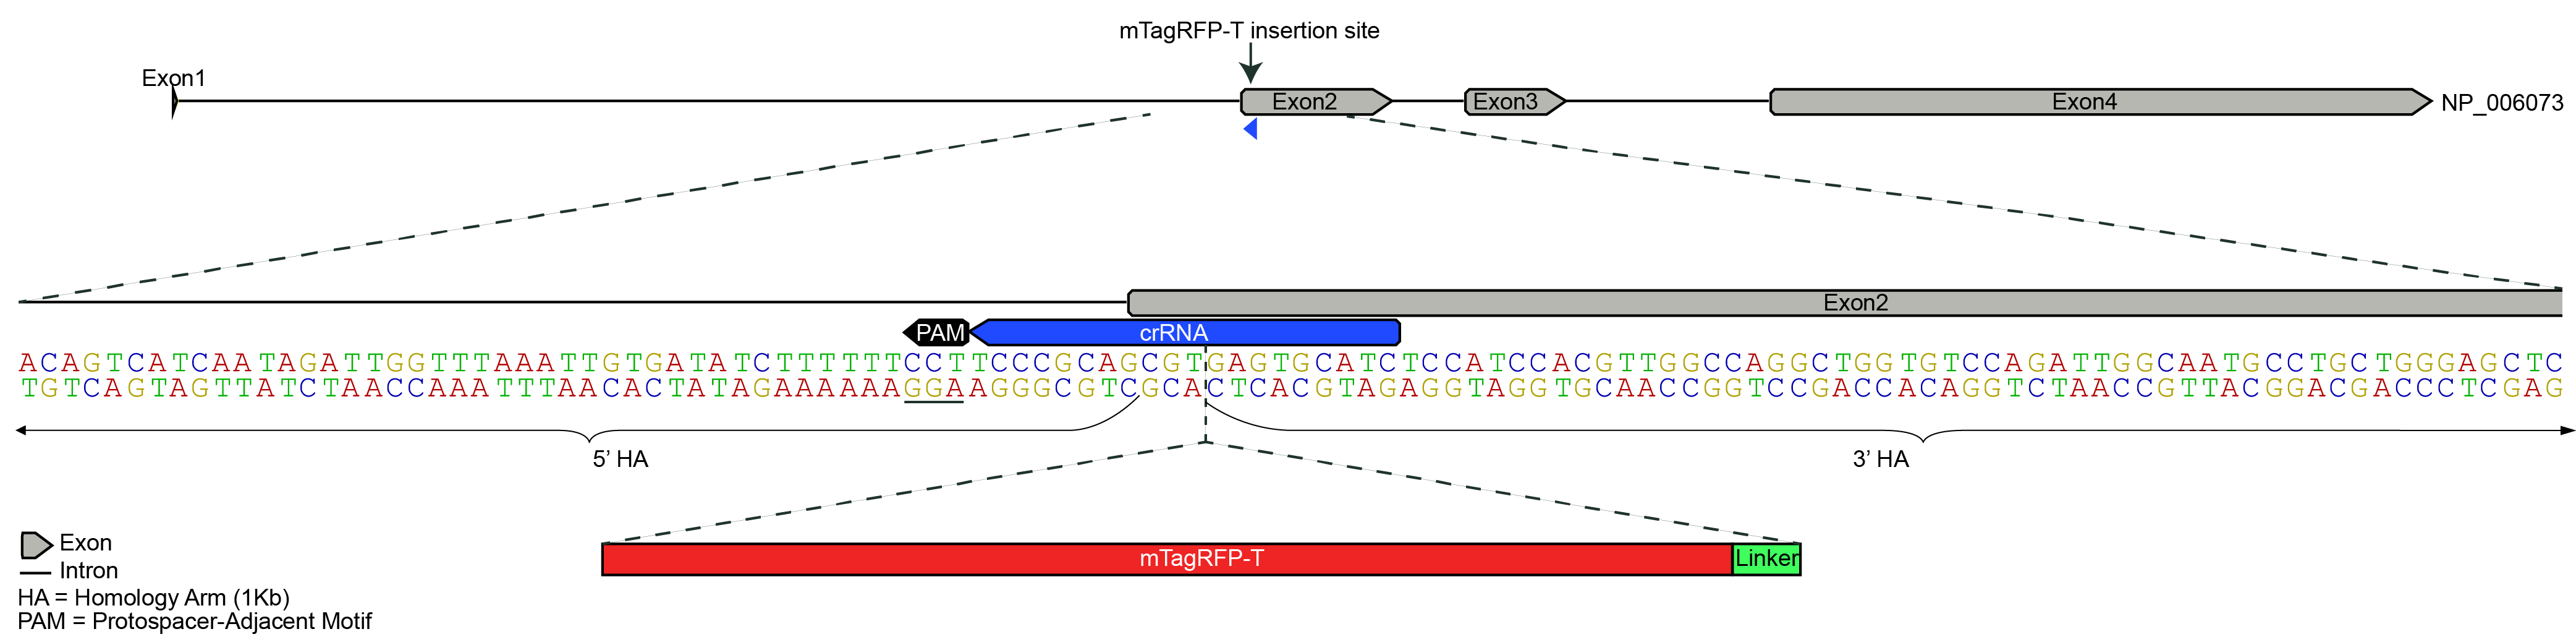 mTagRFP-T insertion site
Exon1
Exon2
Exon3
Exon4
NP_006073
Exon2
PAM
crRNA
ACAGTCATCAATAGATTGGTTTAAATTGTGATATCTTTTTTCCTTCCCGCAGCGTGAGTGCATCTCCATCCACGTTGGCCAGGCTGGTGTCCAGATTGGCAATGCCTGCTGGGAGCTC
TGTCAGTAGTTATCTAACCAAATTTAACACTATAGAAAAAAGGAAGGGCGTCGCACTCACGTAGAGGTAGGTGCAACCGGTCCGACCACAGGTCTAACCGTTACGGACGACCCTCGAG
5’ HA
3’ HA
mTagRFP-T
Linker
Exon
Intron
HA = Homology Arm (1Kb)
PAM = Protospacer-Adjacent Motif